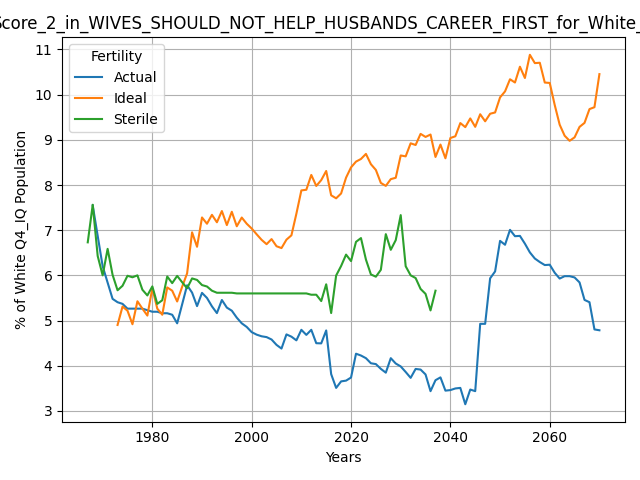 Score_2_in_WIVES_SHOULD_NOT_HELP_HUSBANDS_CAREER_FIRST_for_White_
Fertility
Actual
Ideal
Sterile
% of White Q4_IQ Population
11
10
9
8
7
6
5
4
3
1980 2000 2020 2040 2060
Years